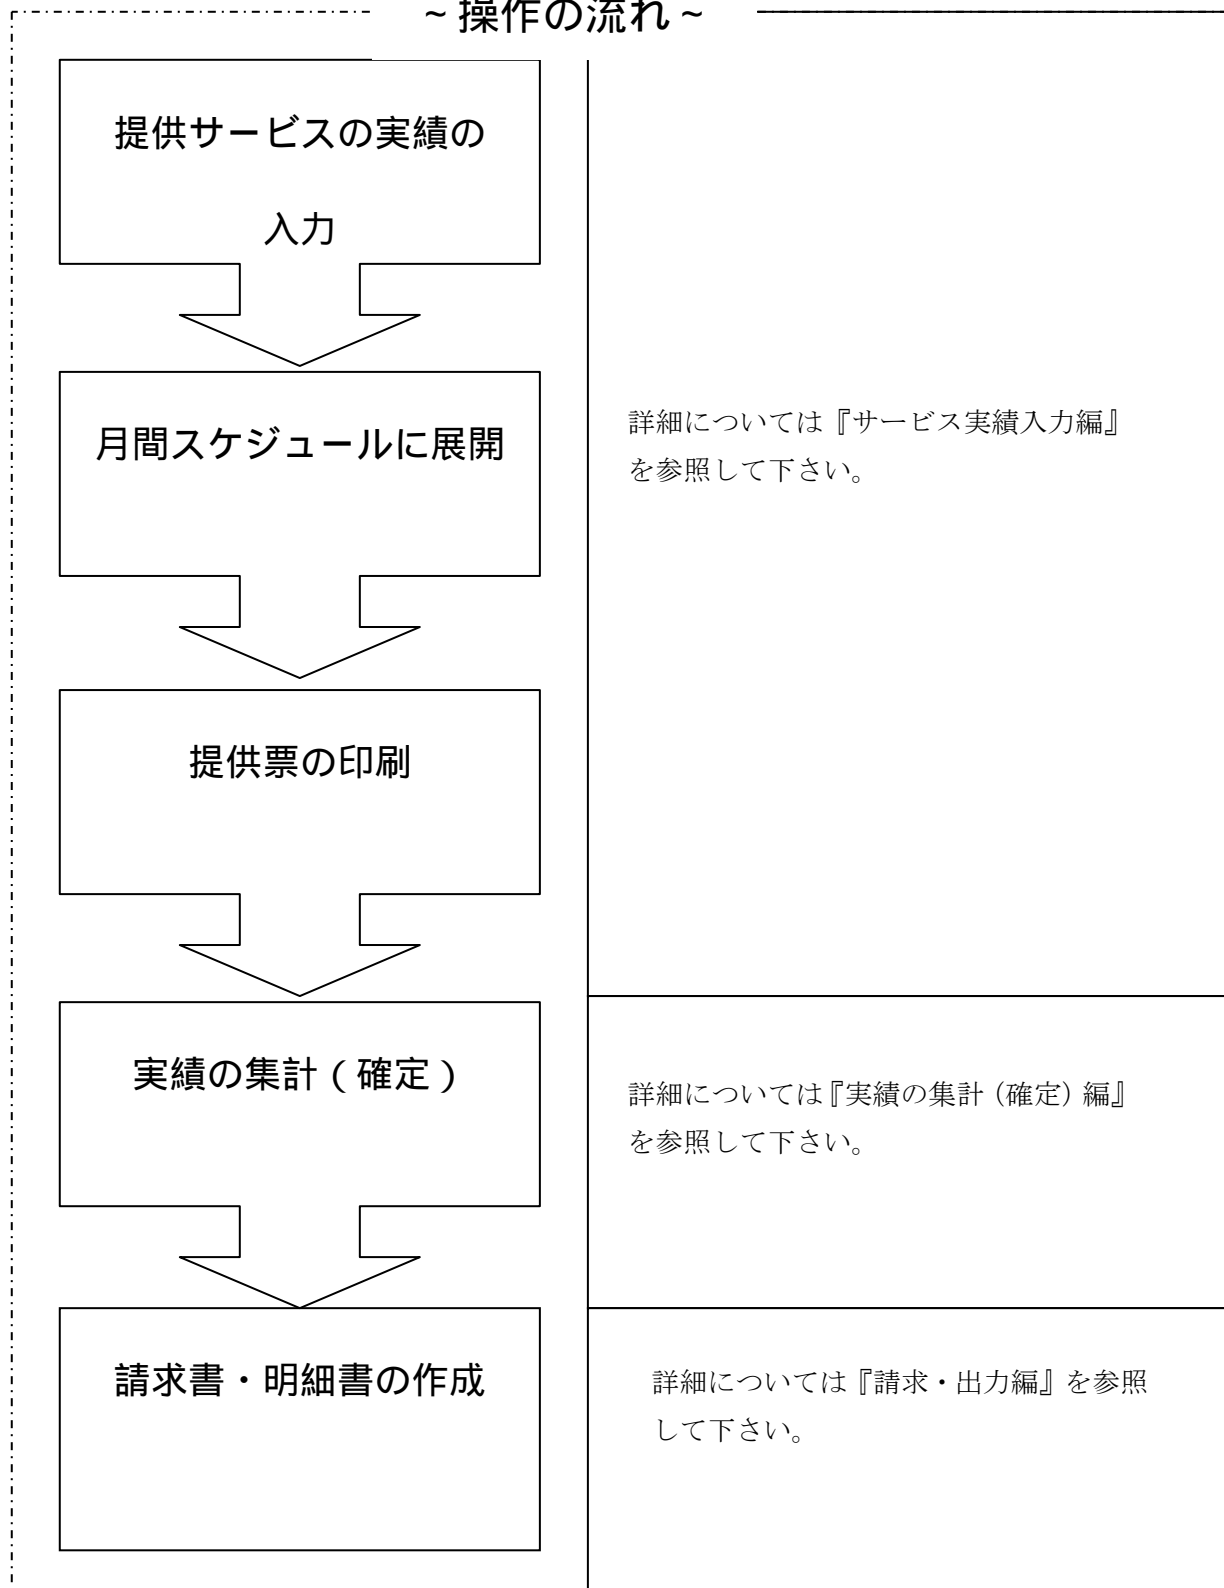 ~操作の流れ~
提供サービスの実績の
入力
月間スケジュールに展開
詳細については『サービス実績入力編』
を参照して下さい。
提供票の印刷
実績の集計(確定)
詳細については『実績の集計(確定)編』
を参照して下さい。
請求書・明細書の作成
詳細については『請求・出力編』を参照
して下さい。